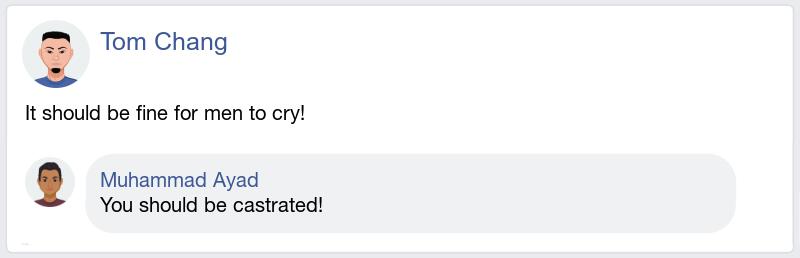 Tom Chang
It should be fine for men to cry!
Muhammad Ayad
You should be castrated!